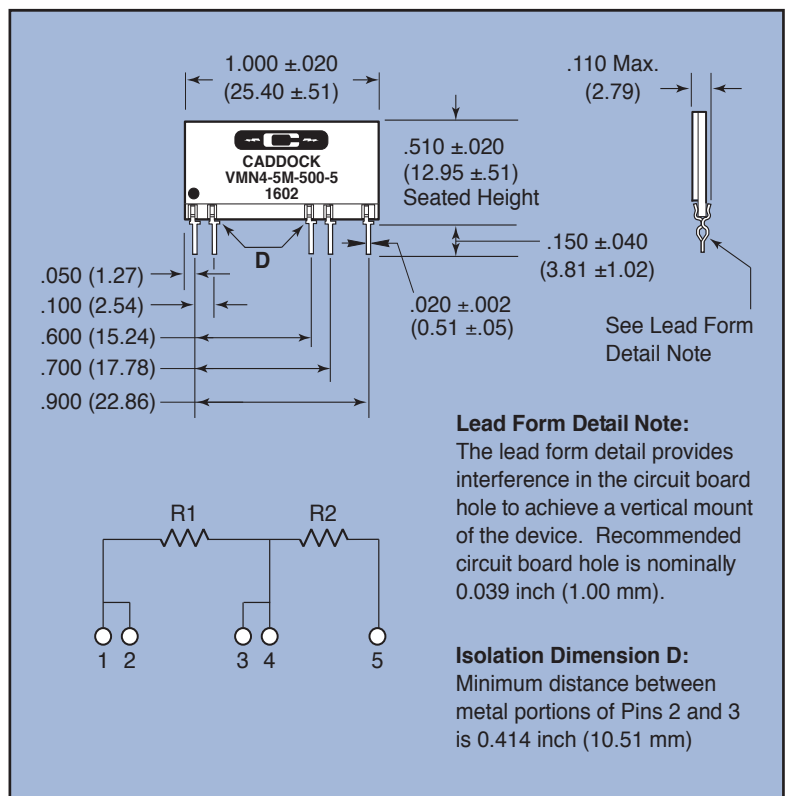 1.000 ±.020
(25.40 ±.51)
.110 Max.
(2.79)
CADDOCK
VMN4-5M-500-5
1602
.510 ±.020
(12.95 ±.51)
Seated Height
D
.150 ±.040
(3.81 ±1.02)
.050 (1.27)
.100 (2.54)
.600 (15.24)
.700 (17.78)
.900 (22.86)
.020 ±.002
(0.51 ±.05)
See Lead Form
Detail Note
Lead Form Detail Note:
The lead form detail provides
interference in the circuit board
hole to achieve a vertical mount
of the device. Recommended
circuit board hole is nominally
0.039 inch (1.00 mm).
R1 R2
1 2 3 4 5
Isolation Dimension D:
Minimum distance between
metal portions of Pins 2 and 3
is 0.414 inch (10.51 mm)